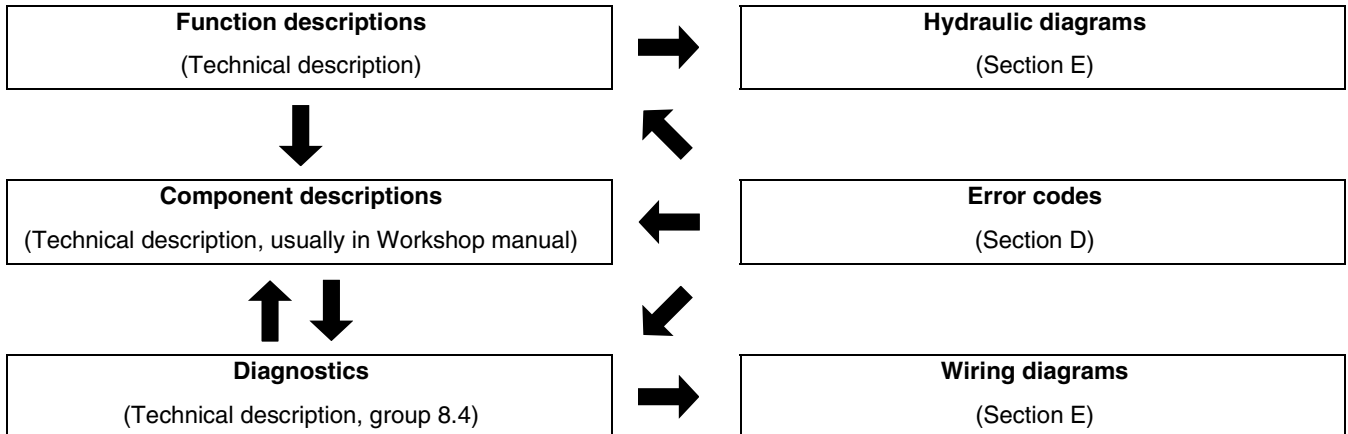 Function descriptions
(Technical description)
Hydraulic diagrams
(Section E)
Component descriptions
(Technical description, usually in Workshop manual)
Error codes
(Section D)
Diagnostics
(Technical description, group 8.4)
Wiring diagrams
(Section E)